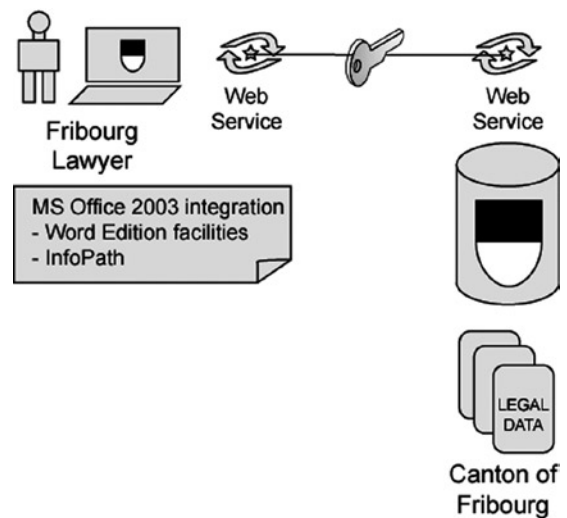 Fribourg
Lawyer
Web
Service
Web
Service
MS Office 2003 integration
- Word Edition facilities
- InfoPath
LEGAL
DATA
Canton of
Fribourg